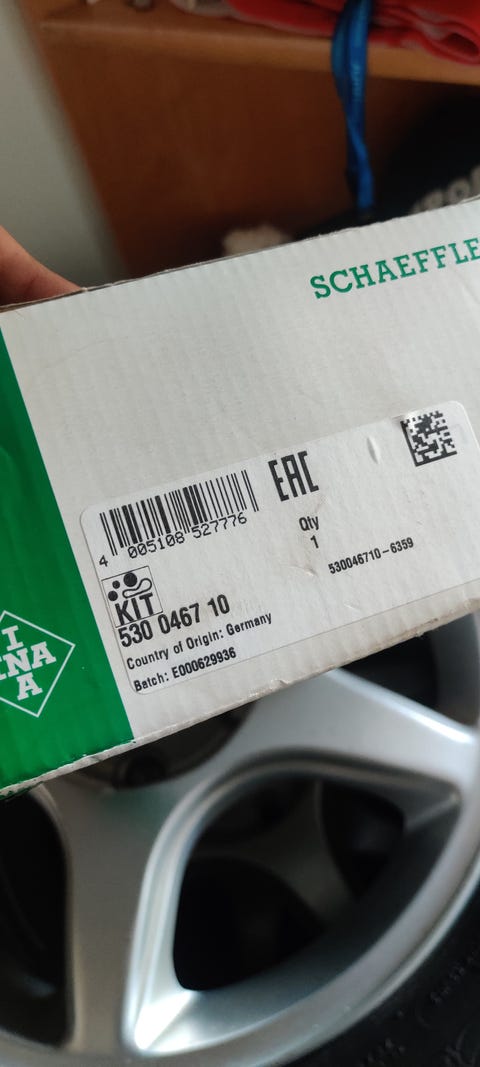 SCHAEFFLE
EAC
4 005108 527776
Qty
1
530046710-6359
KIT
530 0467 10
Country of Origin: Germany
Batch: E000629936
I
INA
A